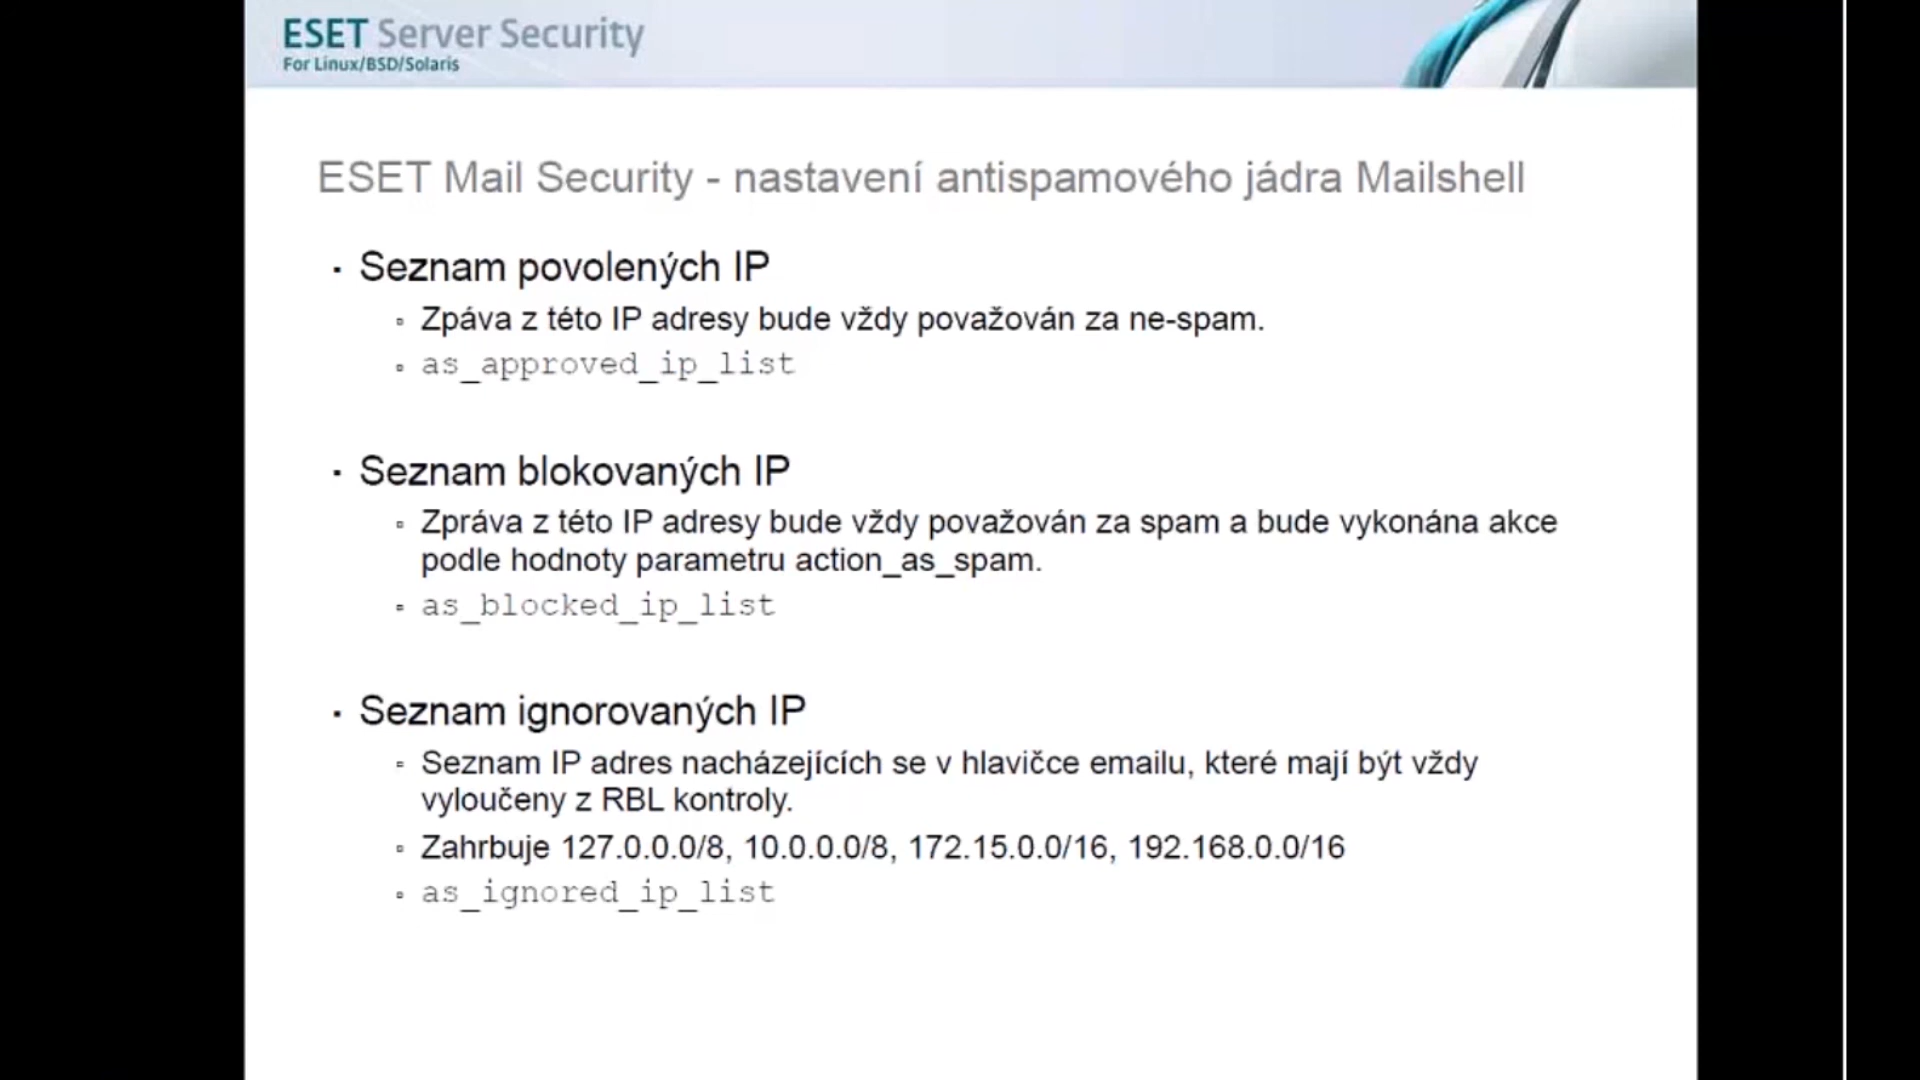 ESET Server Security
For Linux/BSD/Solaris
ESET Mail Security - nastavení antispamového jádra Mailshell
Seznam povolených IP
Zpáva z této IP adresy bude vždy považován za ne-spam.
as_approved_ip_list
Seznam blokovaných IP
Zpráva z této IP adresy bude vždy považován za spam a bude vykonána akce
podle hodnoty parametru action_as_spam.
as_blocked_ip_list
Seznam ignorovaných IP
Seznam IP adres nacházejících se v hlavičce emailu, které mají být vždy
vyloučeny z RBL kontroly.
Zahrbuje 127.0.0.0/8, 10.0.0.0/8, 172.15.0.0/16, 192.168.0.0/16
as_ignored_ip_list